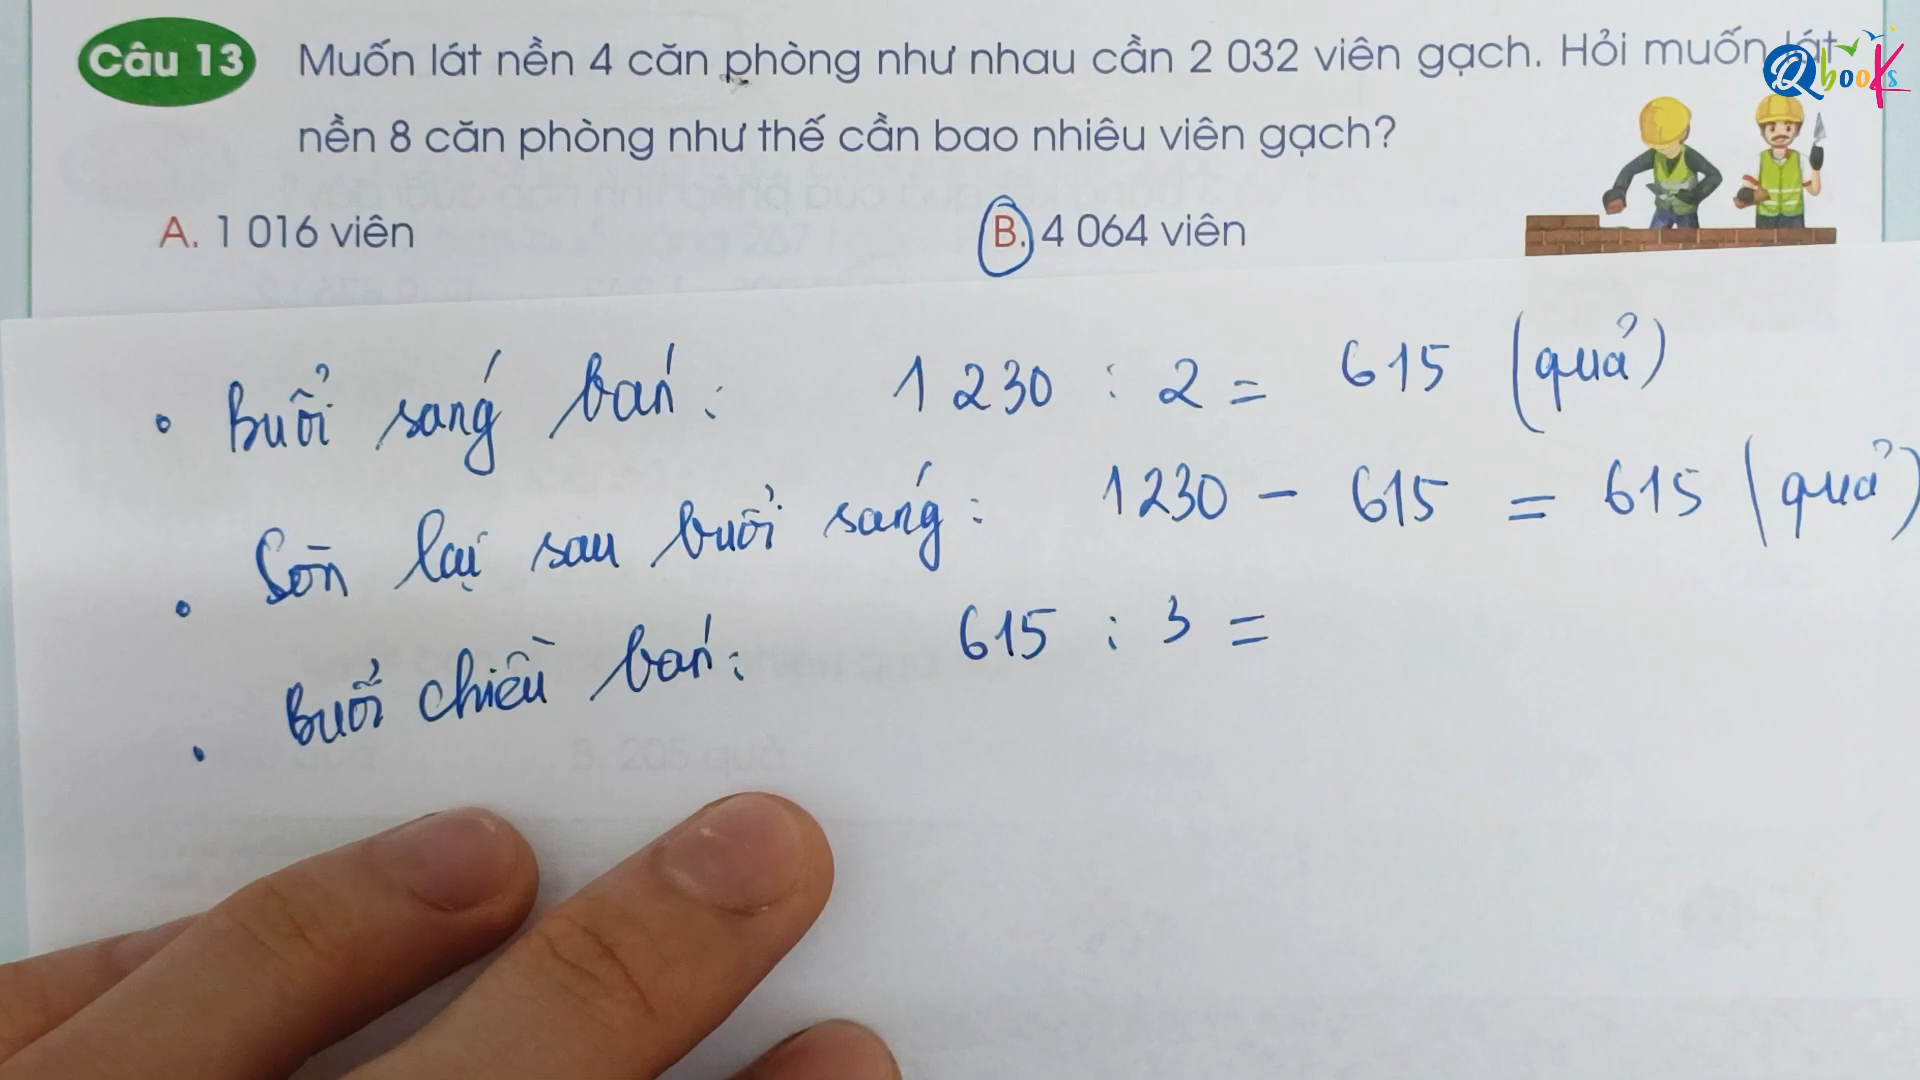 Câu 13 Muốn lát nền 4 căn phòng như nhau cần 2 032 viên gạch. Hỏi muốn lát
Qbooks
nền 8 căn phòng như thế cần bao nhiêu viên gạch?
A. 1 016 viên B. 4 064 viên
• Buổi sáng bán: 1 230 : 2 = 615 (quả)
• Còn lại sau buổi sáng: 1230 - 615 = 615 (quả)
• Buổi chiều bán: 615 : 3 =
B. 205 quả